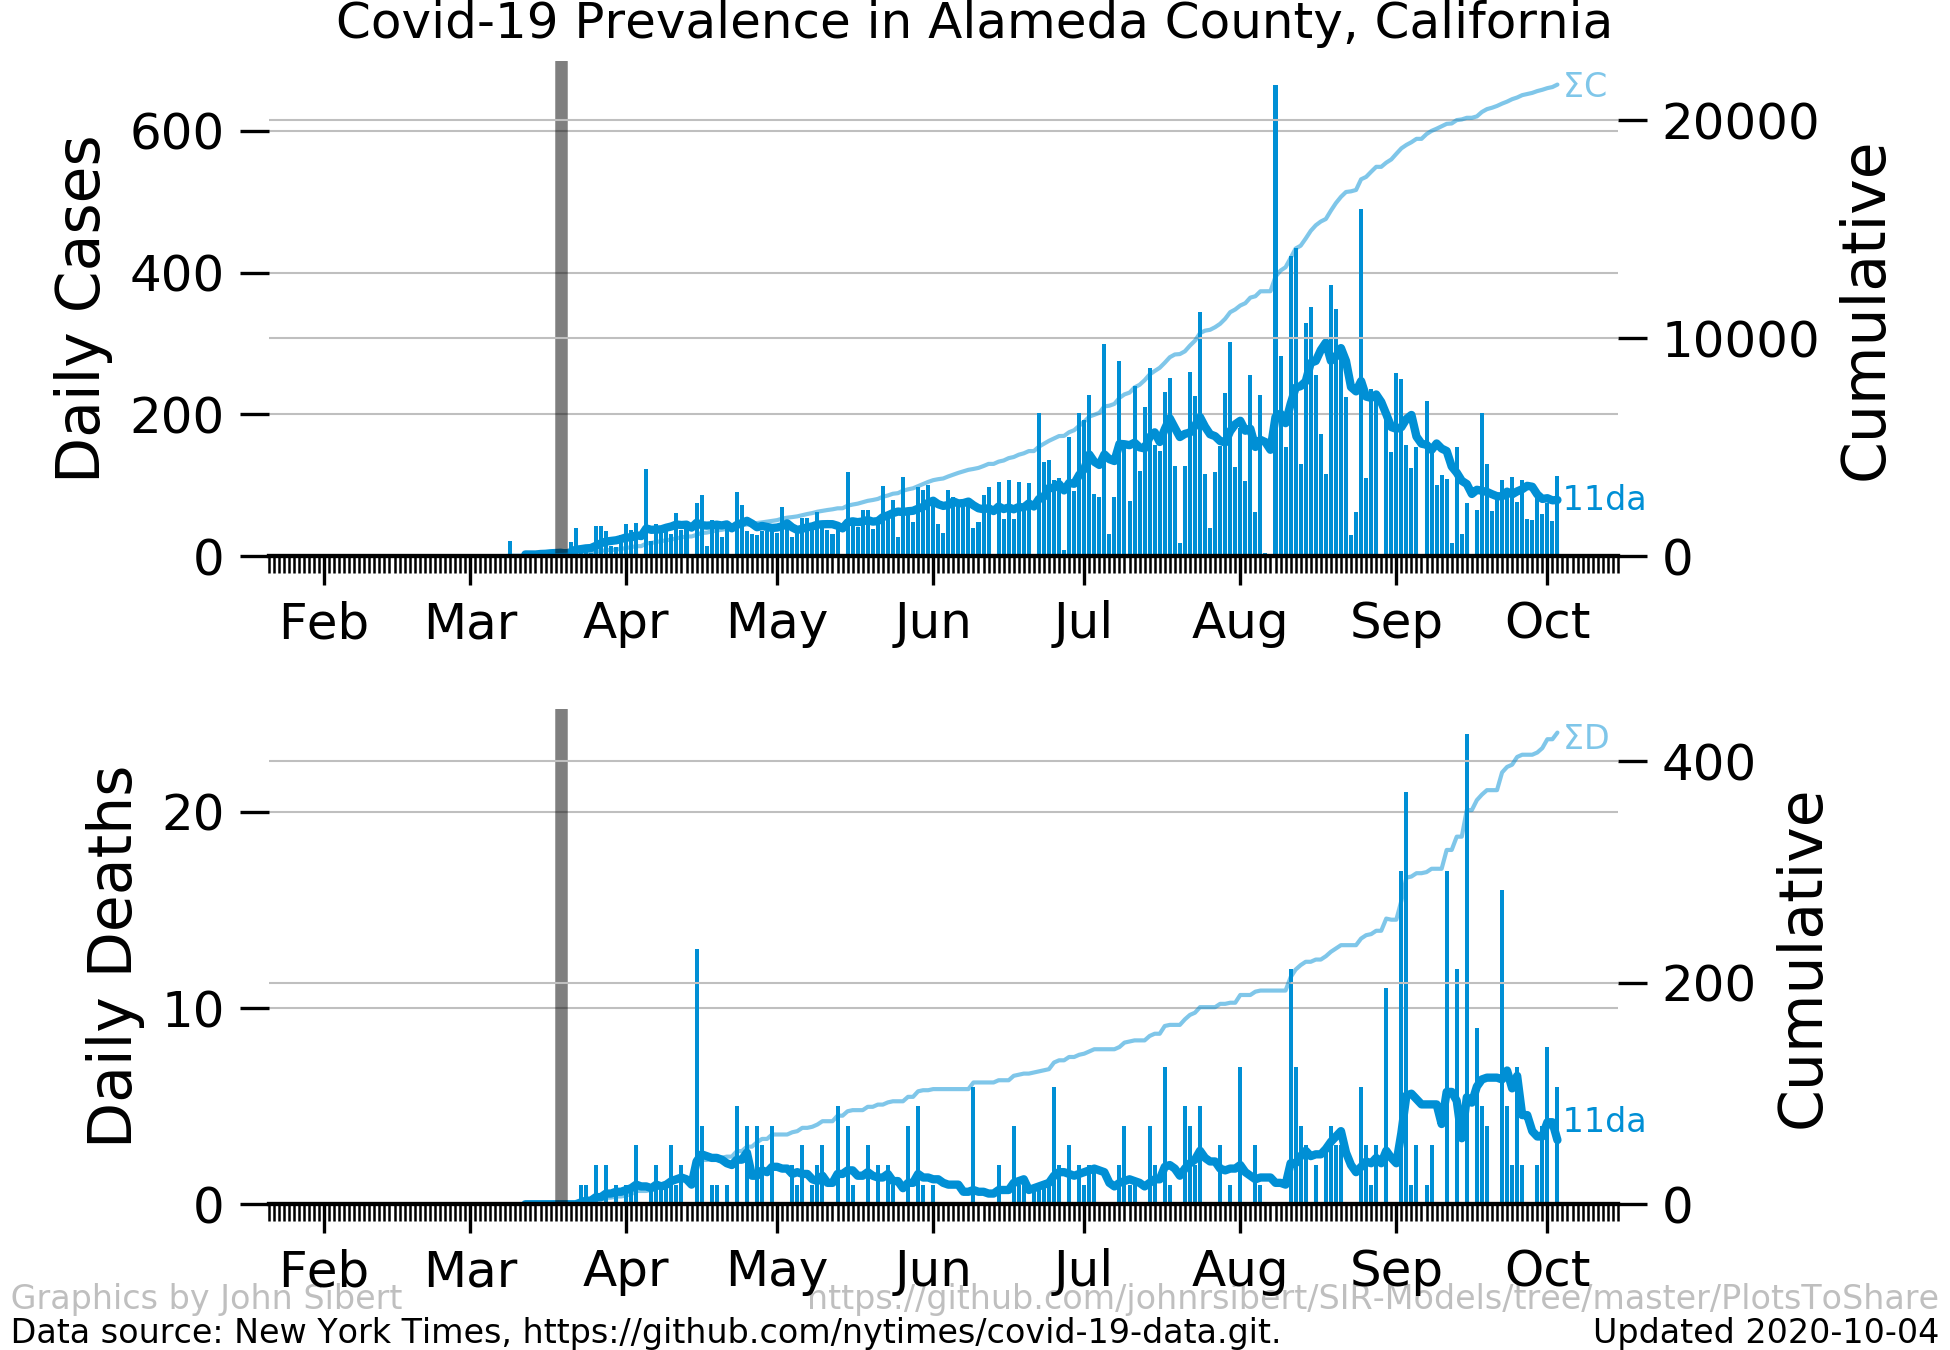 Covid-19 Prevalence in Alameda County, California
ΣC
600
20000
Daily Cases
Cumulative
400
10000
200
11da
0
0
Feb Mar Apr May Jun Jul Aug Sep Oct
ΣD
400
20
Daily Deaths
Cumulative
200
10
11da
0
0
Feb Mar Apr May Jun Jul Aug Sep Oct
Graphics by John Sibert https://github.com/johnrsibert/SIR-Models/tree/master/PlotsToShare
Data source: New York Times, https://github.com/nytimes/covid-19-data.git. Updated 2020-10-04